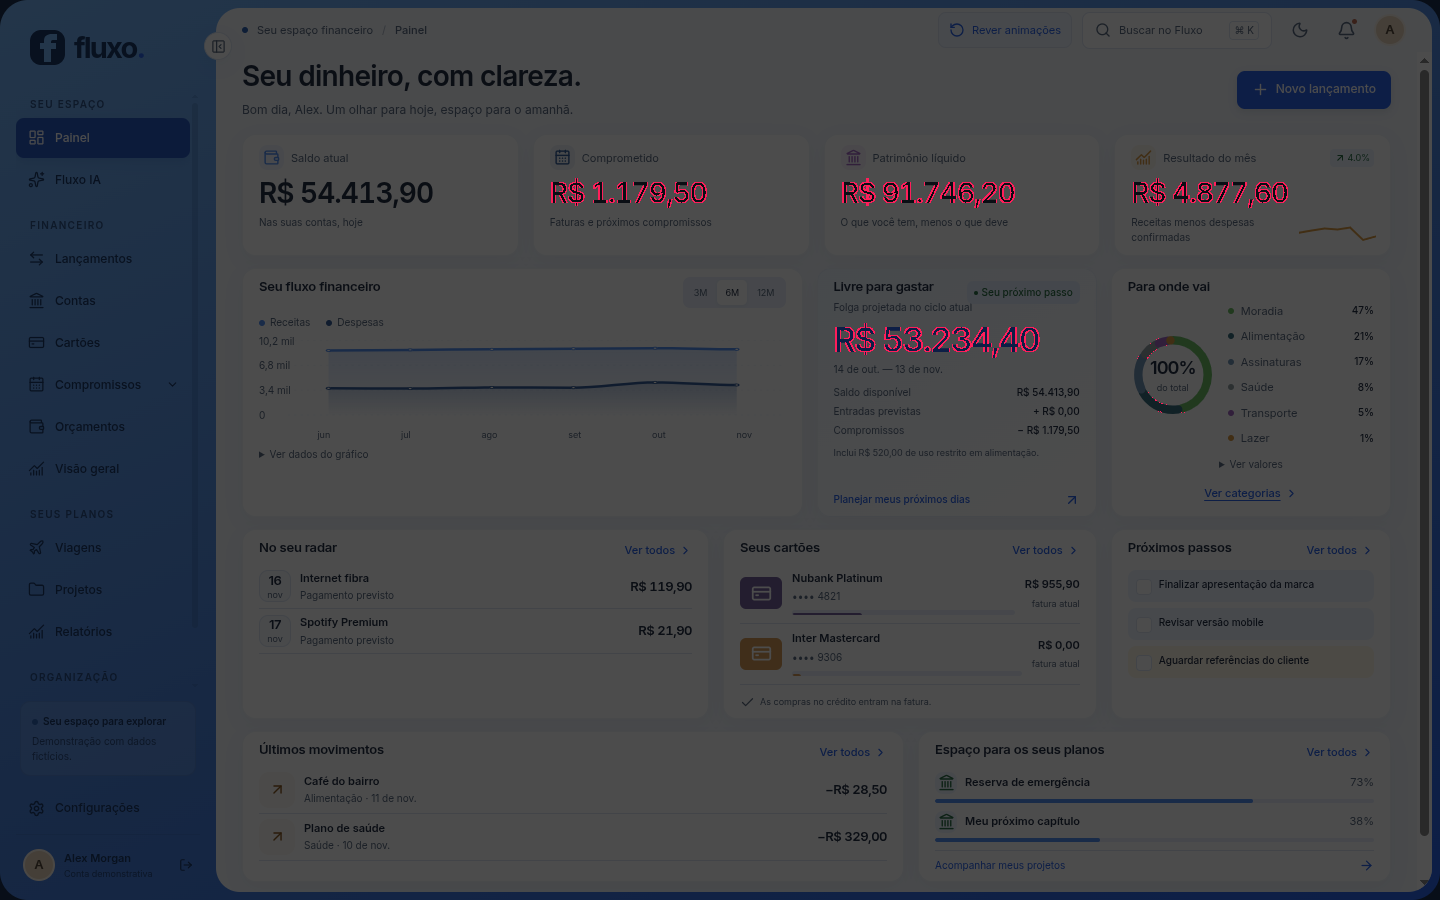 fluxo.
SEU ESPAÇO
Painel
Fluxo IA
FINANCEIRO
Lançamentos
Contas
Cartões
Compromissos
Orçamentos
Visão geral
SEUS PLANOS
Viagens
Projetos
Relatórios
ORGANIZAÇÃO
Seu espaço para explorar
Demonstração com dados
fictícios.
Configurações
A
Alex Morgan
Conta demonstrativa
Seu espaço financeiro / Painel
Rever animações
Buscar no Fluxo
⌘ K
A
Seu dinheiro, com clareza.
Bom dia, Alex. Um olhar para hoje, espaço para o amanhã.
Novo lançamento
Saldo atual
R$ 54.413,90
Nas suas contas, hoje
Comprometido
R$ 1.179,50
Faturas e próximos compromissos
Patrimônio líquido
R$ 91.746,20
O que você tem, menos o que deve
Resultado do mês
4.0%
R$ 4.877,60
Receitas menos despesas
confirmadas
Seu fluxo financeiro
3M 6M 12M
Receitas Despesas
10,2 mil
6,8 mil
3,4 mil
0
jun jul ago set out nov
Ver dados do gráfico
Livre para gastar
Seu próximo passo
Folga projetada no ciclo atual
R$ 53.234,40
14 de out. — 13 de nov.
Saldo disponível R$ 54.413,90
Entradas previstas + R$ 0,00
Compromissos − R$ 1.179,50
Inclui R$ 520,00 de uso restrito em alimentação.
Planejar meus próximos dias
Para onde vai
100%
do total
Moradia 47%
Alimentação 21%
Assinaturas 17%
Saúde 8%
Transporte 5%
Lazer 1%
Ver valores
Ver categorias
No seu radar
Ver todos
16
nov
Internet fibra
Pagamento previsto
R$ 119,90
17
nov
Spotify Premium
Pagamento previsto
R$ 21,90
Seus cartões
Ver todos
Nubank Platinum
•••• 4821
R$ 955,90
fatura atual
Inter Mastercard
•••• 9306
R$ 0,00
fatura atual
As compras no crédito entram na fatura.
Próximos passos
Ver todos
Finalizar apresentação da marca
Revisar versão mobile
Aguardar referências do cliente
Últimos movimentos
Ver todos
Café do bairro
Alimentação · 11 de nov.
−R$ 28,50
Plano de saúde
Saúde · 10 de nov.
−R$ 329,00
Espaço para os seus planos
Ver todos
Reserva de emergência 73%
Meu próximo capítulo 38%
Acompanhar meus projetos